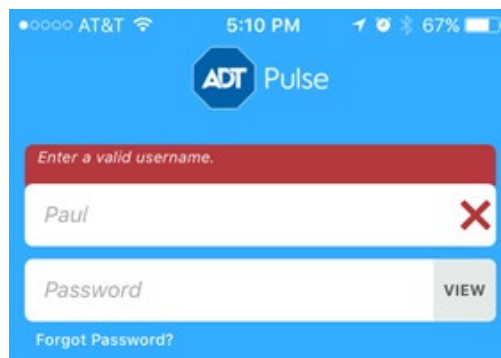 AT&T 5:10 PM 67%
ADT Pulse
Enter a valid username.
Paul
Password VIEW
Forgot Password?